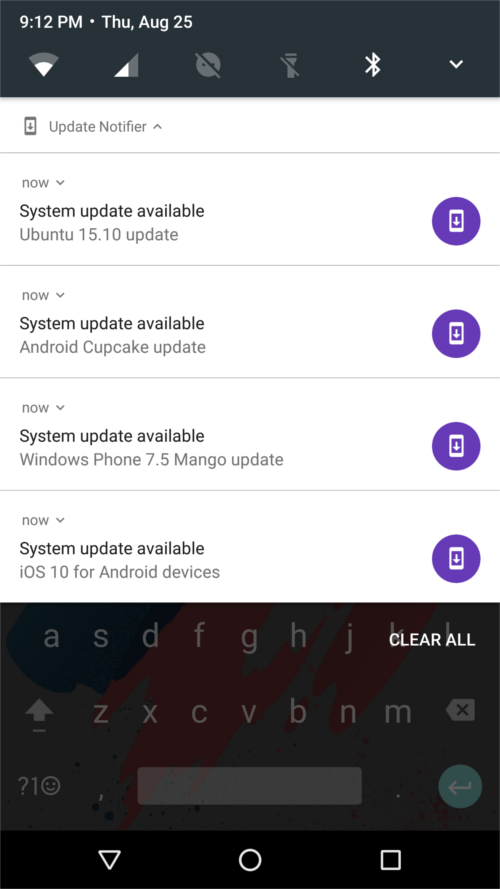 9:12 PM • Thu, Aug 25
Update Notifier
now
System update available
Ubuntu 15.10 update
now
System update available
Android Cupcake update
now
System update available
Windows Phone 7.5 Mango update
now
System update available
iOS 10 for Android devices
a s d f g h j k l
CLEAR ALL
z x c v b n m
?1☺ , .